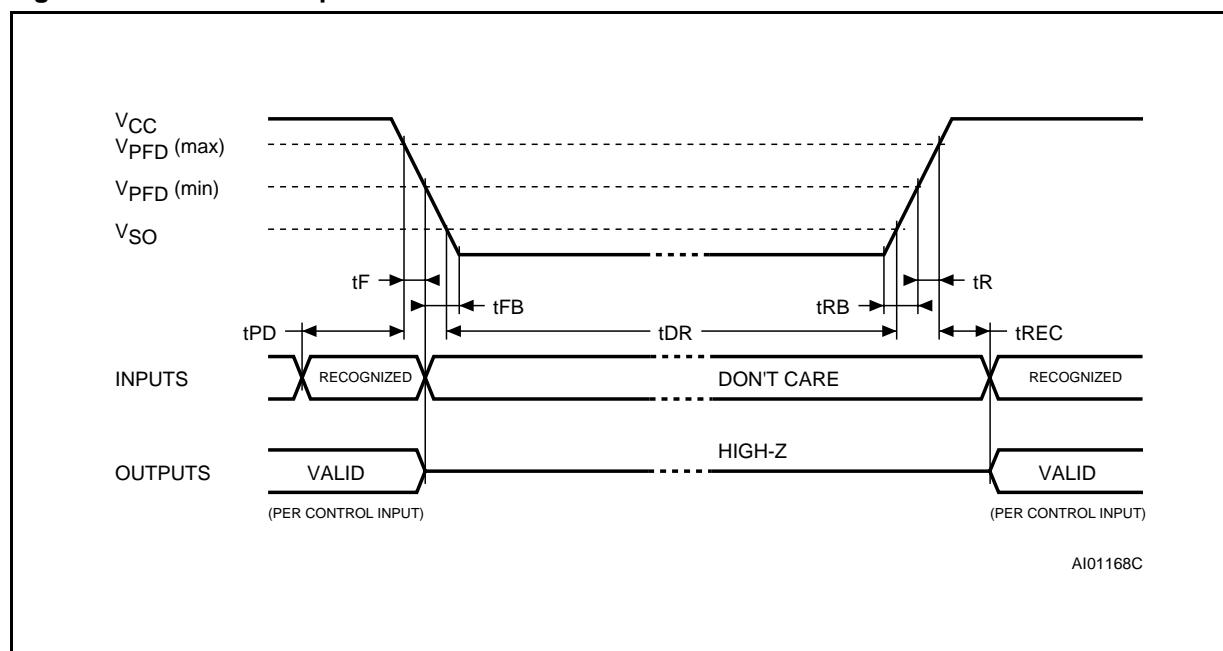 VCC
VPFD (max)
VPFD (min)
VSO
tF
tFB
tRB
tR
tPD
tDR
tREC
INPUTS
RECOGNIZED
DON'T CARE
RECOGNIZED
HIGH-Z
OUTPUTS
VALID
VALID
(PER CONTROL INPUT)
(PER CONTROL INPUT)
AI01168C